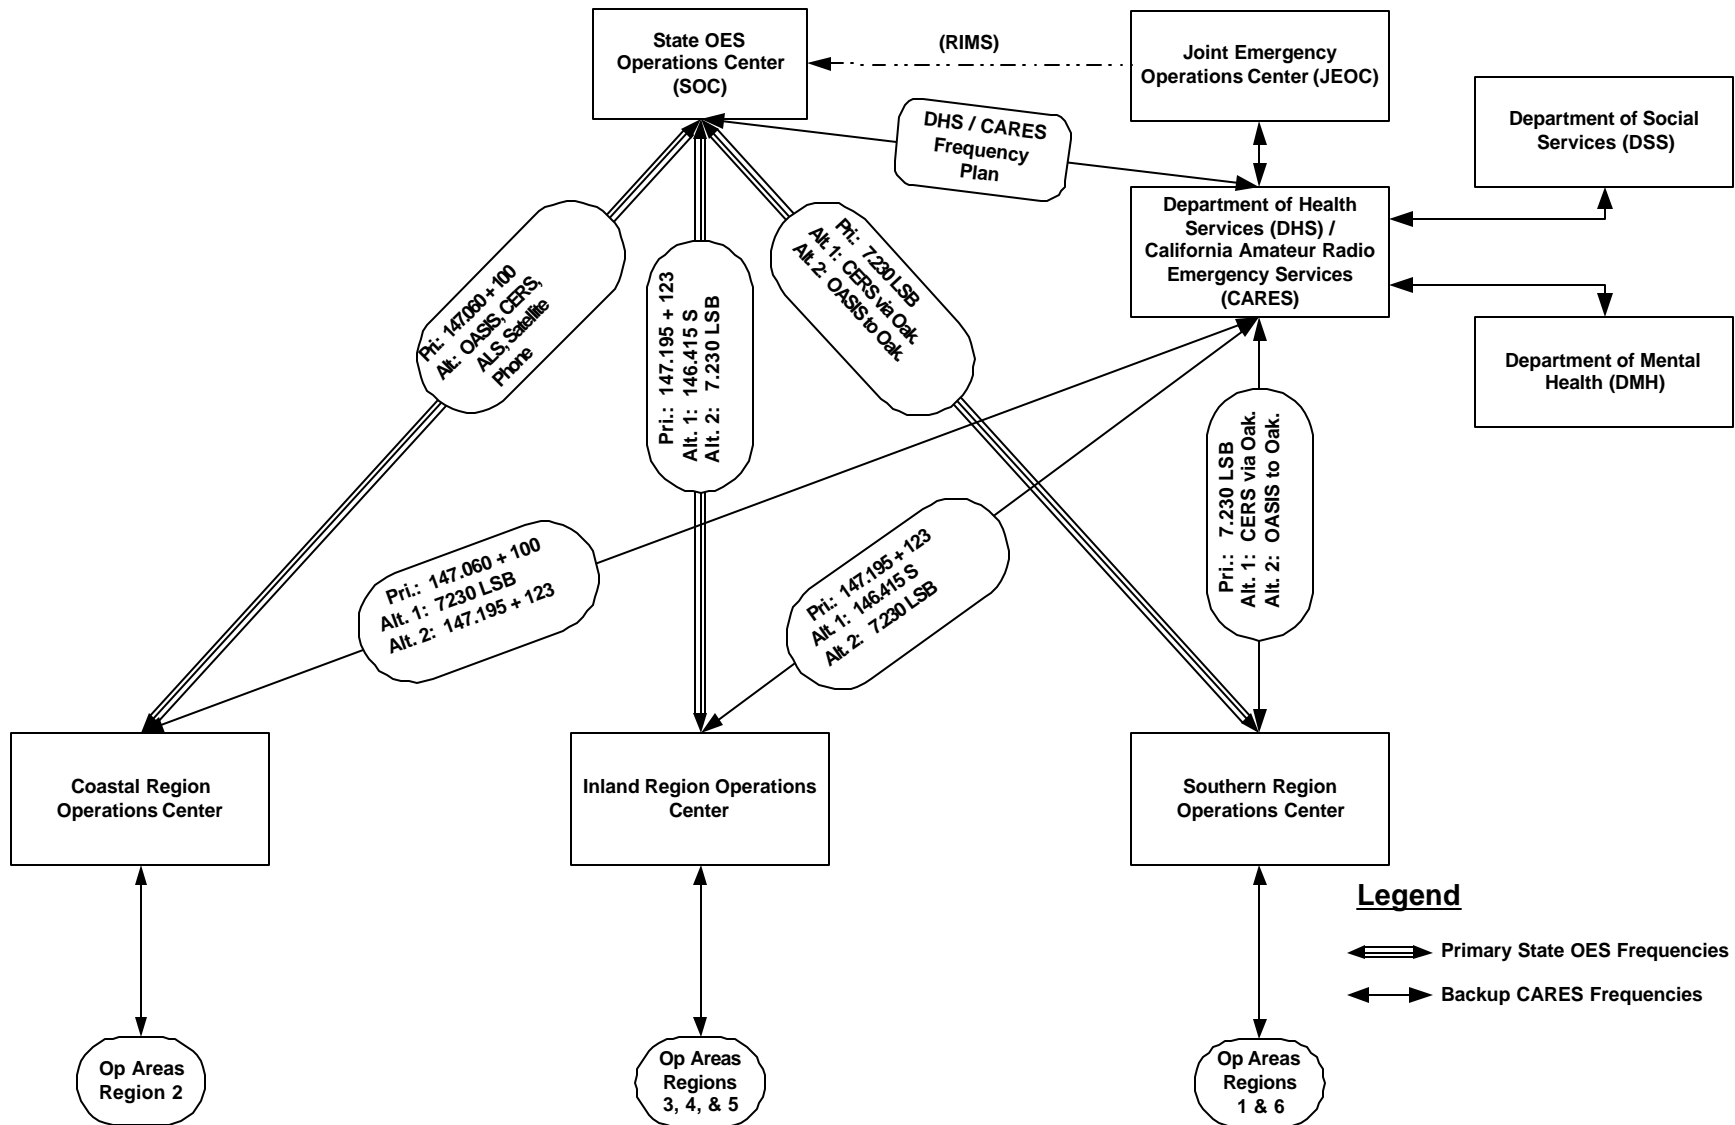 State OES
Operations Center
(SOC)
(RIMS)
Joint Emergency
Operations Center (JEOC)
Department of Social
Services (DSS)
DHS / CARES
Frequency
Plan
Department of Health
Services (DHS) /
California Amateur Radio
Emergency Services
(CARES)
Department of Mental
Health (DMH)
Pri.: 147.060 + 100
Alt.: OASIS, CERS,
ALS, Satellite
Phone
Pri.: 147.195 + 123
Alt. 1: 146.415 S
Alt. 2: 7.230 LSB
Pri.: 7.230 LSB
Alt. 1: CERS via Oak.
Alt. 2: OASIS to Oak.
Pri.: 147.060 + 100
Alt. 1: 7230 LSB
Alt. 2: 147.195 + 123
Pri.: 147.195 + 123
Alt. 1: 146.415 S
Alt. 2: 7.230 LSB
Pri.: 7.230 LSB
Alt. 1: CERS via Oak.
Alt. 2: OASIS to Oak.
Coastal Region
Operations Center
Inland Region Operations
Center
Southern Region
Operations Center
Legend
Primary State OES Frequencies
Backup CARES Frequencies
Op Areas
Region 2
Op Areas
Regions
3, 4, & 5
Op Areas
Regions
1 & 6